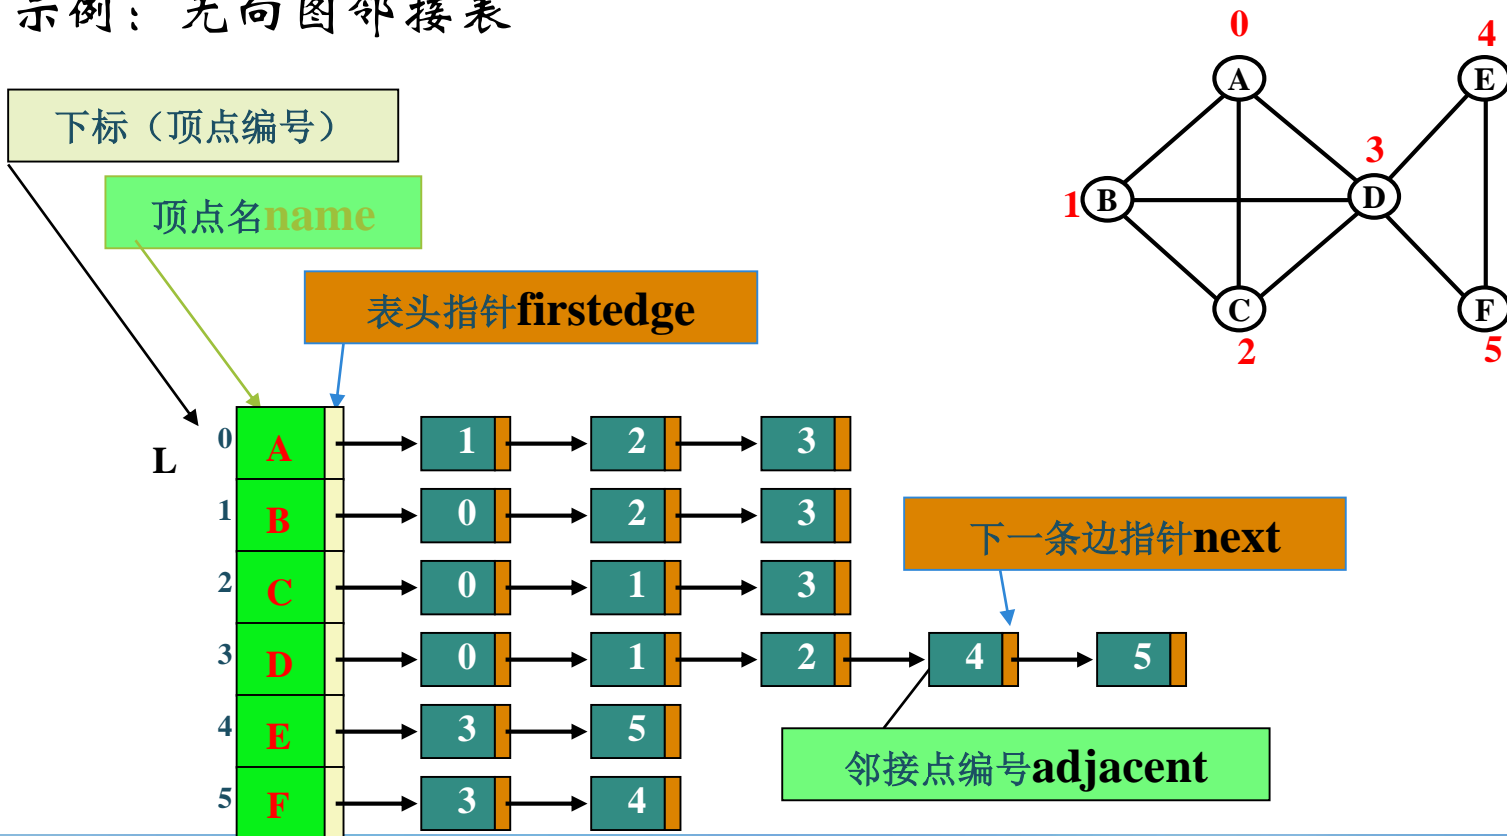 示例：无向图邻接表
下标（顶点编号）
顶点名name
表头指针firstedge
L
0 A 1 2 3
1 B 0 2 3
2 C 0 1 3
3 D 0 1 2 4 5
4 E 3 5
5 F 3 4
下一条边指针next
邻接点编号adjacent
0 4
A E
3
1 B D
C F
2 5